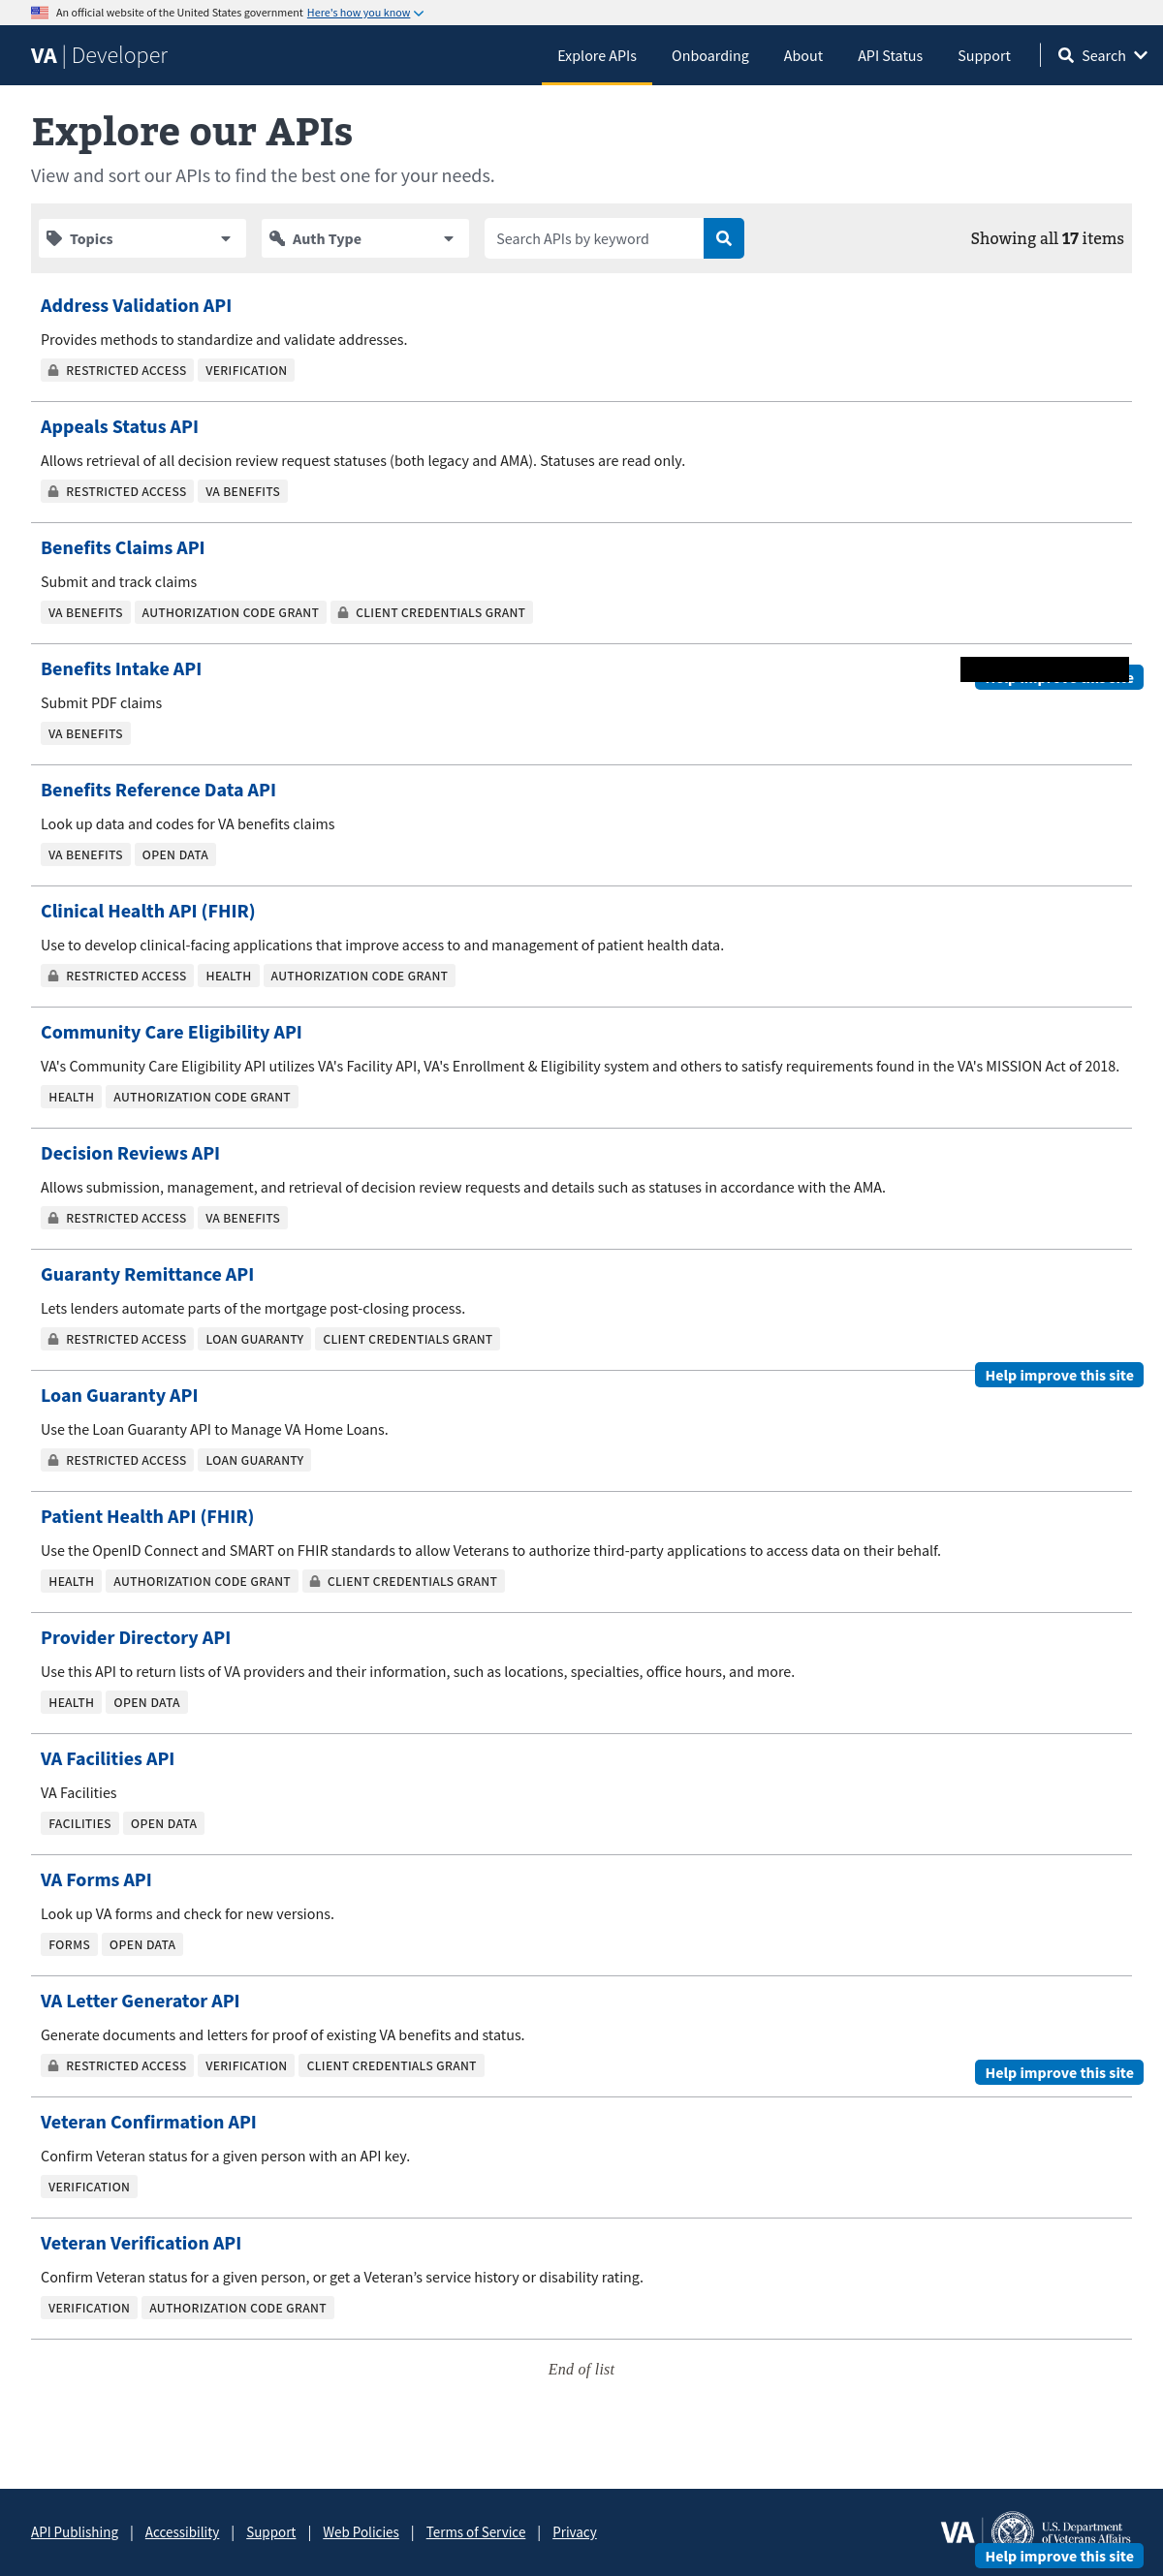 An official website of the United States government Here's how you know
VA | Developer
Explore APIs
Onboarding
About
API Status
Support
Search
Explore our APIs
View and sort our APIs to find the best one for your needs.
Topics
Auth Type
Search APIs by keyword
Showing all 17 items
Address Validation API
Provides methods to standardize and validate addresses.
RESTRICTED ACCESS VERIFICATION
Appeals Status API
Allows retrieval of all decision review request statuses (both legacy and AMA). Statuses are read only.
RESTRICTED ACCESS VA BENEFITS
Benefits Claims API
Submit and track claims
VA BENEFITS AUTHORIZATION CODE GRANT CLIENT CREDENTIALS GRANT
Benefits Intake API
Submit PDF claims
VA BENEFITS
Benefits Reference Data API
Look up data and codes for VA benefits claims
VA BENEFITS OPEN DATA
Clinical Health API (FHIR)
Use to develop clinical-facing applications that improve access to and management of patient health data.
RESTRICTED ACCESS HEALTH AUTHORIZATION CODE GRANT
Community Care Eligibility API
VA's Community Care Eligibility API utilizes VA's Facility API, VA's Enrollment & Eligibility system and others to satisfy requirements found in the VA's MISSION Act of 2018.
HEALTH AUTHORIZATION CODE GRANT
Decision Reviews API
Allows submission, management, and retrieval of decision review requests and details such as statuses in accordance with the AMA.
RESTRICTED ACCESS VA BENEFITS
Guaranty Remittance API
Lets lenders automate parts of the mortgage post-closing process.
RESTRICTED ACCESS LOAN GUARANTY CLIENT CREDENTIALS GRANT
Help improve this site
Loan Guaranty API
Use the Loan Guaranty API to Manage VA Home Loans.
RESTRICTED ACCESS LOAN GUARANTY
Patient Health API (FHIR)
Use the OpenID Connect and SMART on FHIR standards to allow Veterans to authorize third-party applications to access data on their behalf.
HEALTH AUTHORIZATION CODE GRANT CLIENT CREDENTIALS GRANT
Provider Directory API
Use this API to return lists of VA providers and their information, such as locations, specialties, office hours, and more.
HEALTH OPEN DATA
VA Facilities API
VA Facilities
FACILITIES OPEN DATA
VA Forms API
Look up VA forms and check for new versions.
FORMS OPEN DATA
VA Letter Generator API
Generate documents and letters for proof of existing VA benefits and status.
RESTRICTED ACCESS VERIFICATION CLIENT CREDENTIALS GRANT
Help improve this site
Veteran Confirmation API
Confirm Veteran status for a given person with an API key.
VERIFICATION
Veteran Verification API
Confirm Veteran status for a given person, or get a Veteran’s service history or disability rating.
VERIFICATION AUTHORIZATION CODE GRANT
End of list
API Publishing | Accessibility | Support | Web Policies | Terms of Service | Privacy
VA
U.S. Department
of Veterans Affairs
Help improve this site